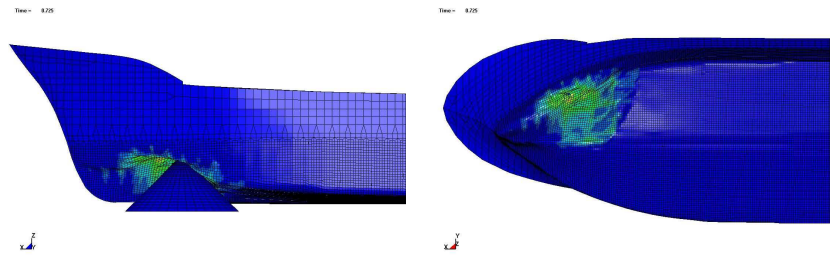 Time = 0.725
Time = 0.725
Z
X Y
Y
X Z